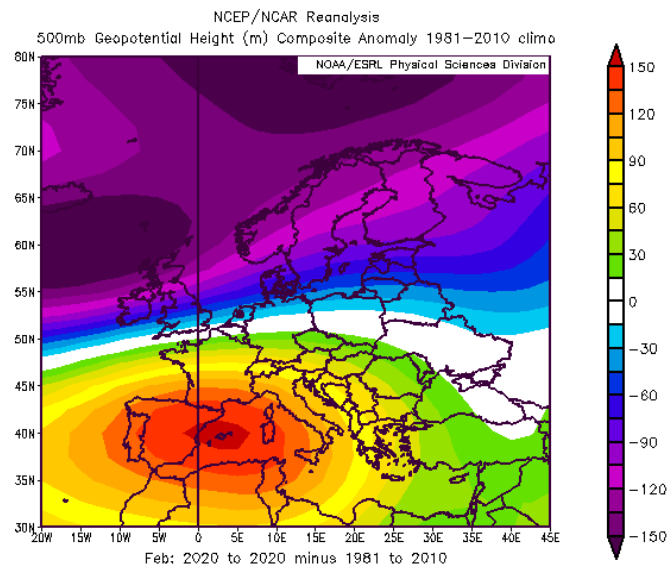 NCEP/NCAR Reanalysis
500mb Geopotential Height (m) Composite Anomaly 1981-2010 climo
NOAA/ESRL Physical Sciences Division
80N
75N
70N
65N
60N
55N
50N
45N
40N
35N
30N
20W 15W 10W 5W 0 5E 10E 15E 20E 25E 30E 35E 40E 45E
Feb: 2020 to 2020 minus 1981 to 2010
150
90
60
30
0
-30
-60
-90
-150